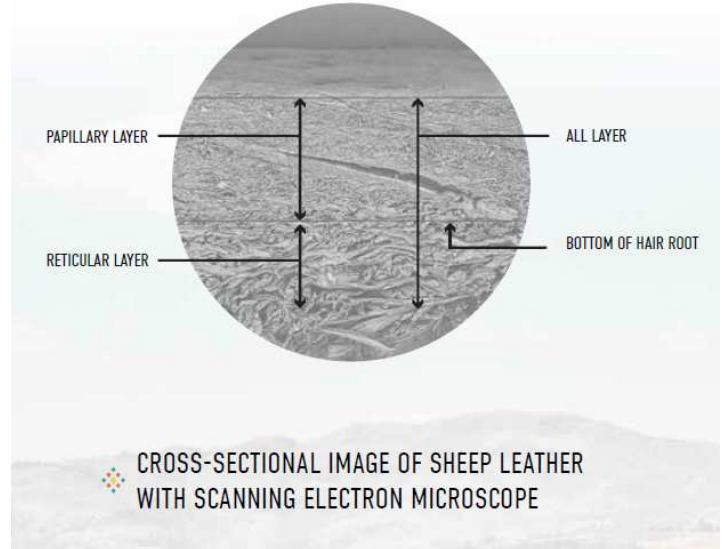 PAPILLARY LAYER
ALL LAYER
RETICULAR LAYER
BOTTOM OF HAIR ROOT
CROSS-SECTIONAL IMAGE OF SHEEP LEATHER
WITH SCANNING ELECTRON MICROSCOPE